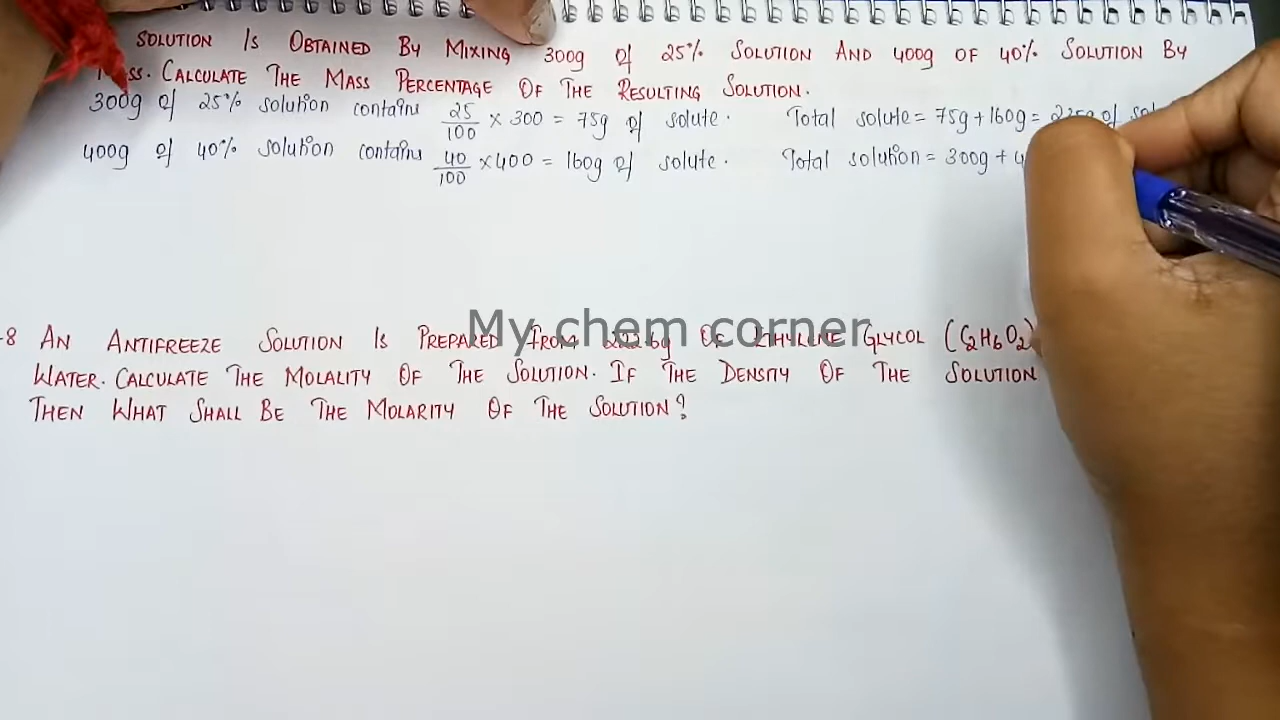 SOLUTION IS OBTAINED BY MIXING 300g of 25% SOLUTION AND 400g OF 40% SOLUTION BY
CALCULATE THE MASS PERCENTAGE OF THE RESULTING SOLUTION.
300g of 25% solution contains 25/100 × 300 = 75g of solute. Total solute = 75g + 160g =
400g of 40% solution contains 40/100 × 400 = 160g of solute. Total solution = 300g +
My chem corner
-8 AN ANTIFREEZE SOLUTION IS PREPARED FROM OF GLYCOL (C2H6O2)
WATER. CALCULATE THE MOLALITY OF THE SOLUTION. IF THE DENSITY OF THE SOLUTION
THEN WHAT SHALL BE THE MOLARITY OF THE SOLUTION?